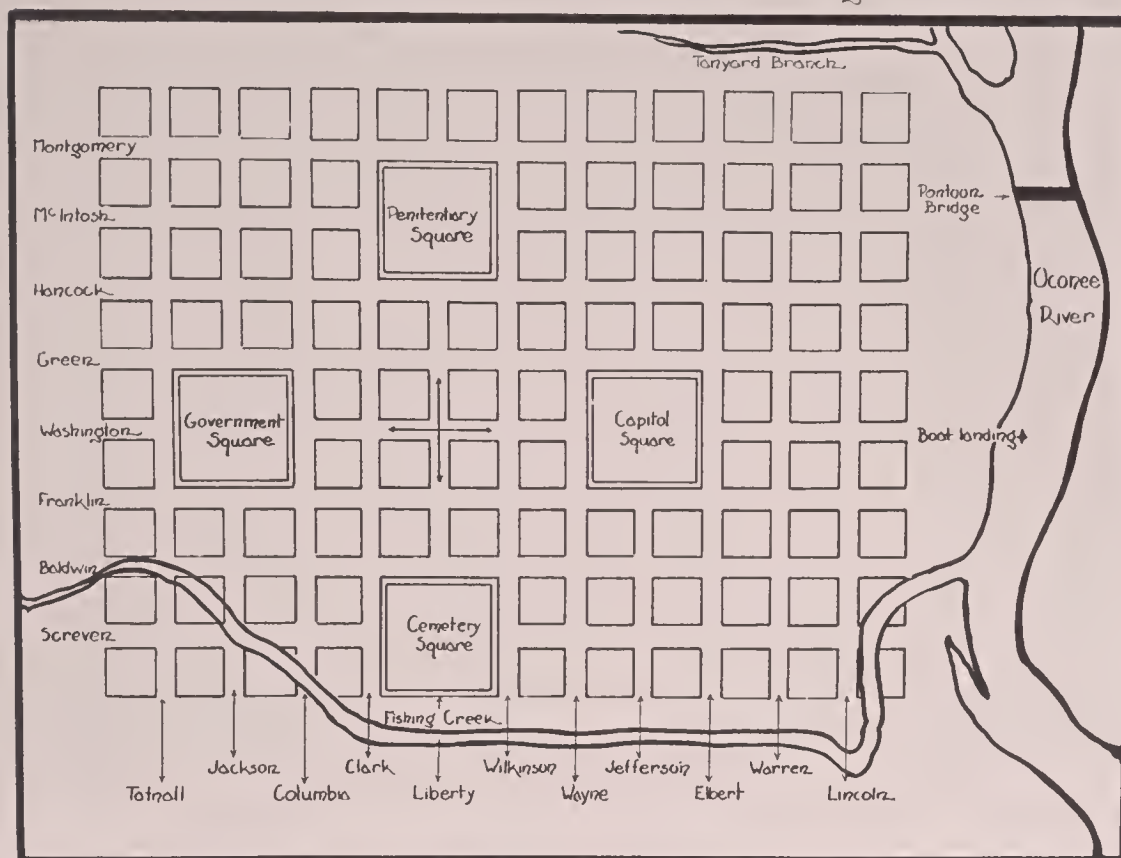 Tanyard Branch
Montgomery
McIntosh
Penitentiary
Square
Pontoon
Bridge
Hancock
Oconee
River
Green
Government
Square
Capitol
Square
Washington
Boat landing
Franklin
Baldwin
Cemetery
Square
Screven
Fishing Creek
Jackson
Clark
Wilkinson
Jefferson
Warren
Tatnall
Columbia
Liberty
Wayne
Elbert
Lincoln